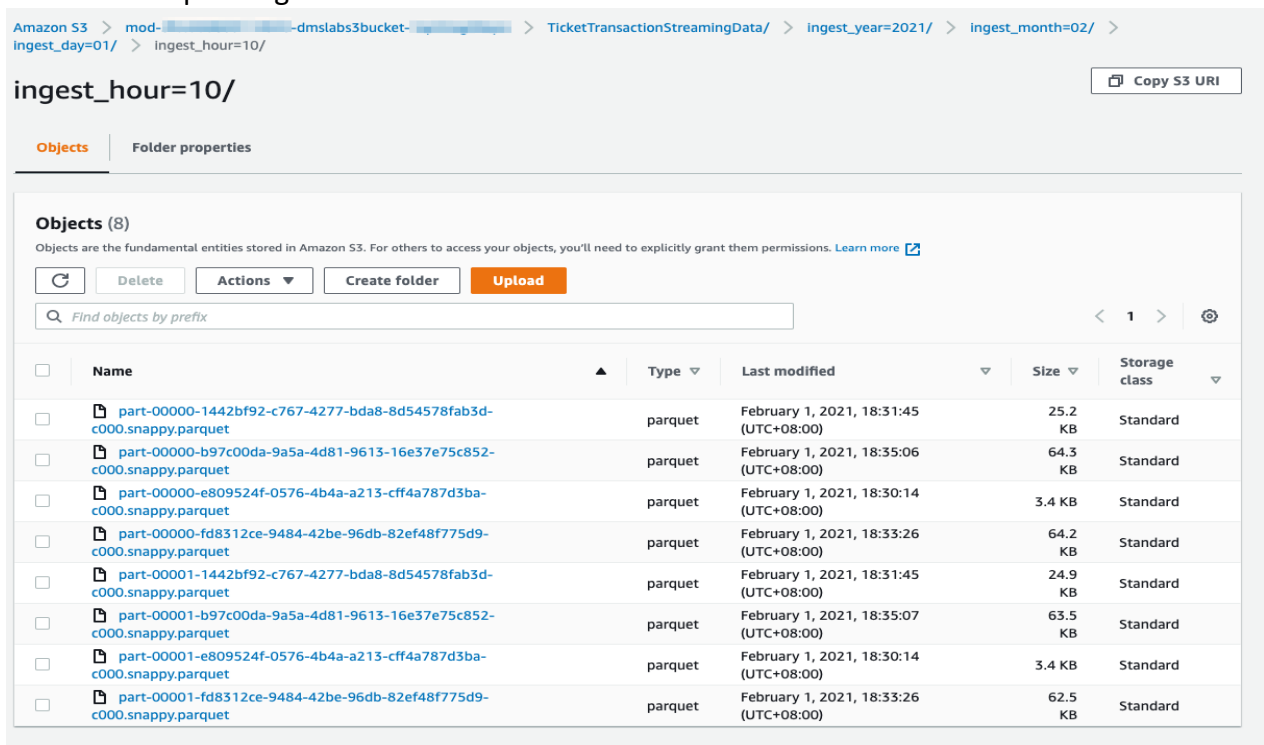 Amazon S3 > mod- -dmslabs3bucket- > TicketTransactionStreamingData/ > ingest_year=2021/ > ingest_month=02/ >
ingest_day=01/ > ingest_hour=10/
ingest_hour=10/
Copy S3 URI
Objects
Folder properties
Objects (8)
Objects are the fundamental entities stored in Amazon S3. For others to access your objects, you'll need to explicitly grant them permissions. Learn more
Delete Actions Create folder Upload
Find objects by prefix
< 1 >
Name Type Last modified Size Storage
class
part-00000-1442bf92-c767-4277-bda8-8d54578fab3d- parquet February 1, 2021, 18:31:45 25.2 Standard
c000.snappy.parquet (UTC+08:00) KB
part-00000-b97c00da-9a5a-4d81-9613-16e37e75c852- parquet February 1, 2021, 18:35:06 64.3 Standard
c000.snappy.parquet (UTC+08:00) KB
part-00000-e809524f-0576-4b4a-a213-cff4a787d3ba- parquet February 1, 2021, 18:30:14 3.4 KB Standard
c000.snappy.parquet (UTC+08:00)
part-00000-fd8312ce-9484-42be-96db-82ef48f775d9- parquet February 1, 2021, 18:33:26 64.2 Standard
c000.snappy.parquet (UTC+08:00) KB
part-00001-1442bf92-c767-4277-bda8-8d54578fab3d- parquet February 1, 2021, 18:31:45 24.9 Standard
c000.snappy.parquet (UTC+08:00) KB
part-00001-b97c00da-9a5a-4d81-9613-16e37e75c852- parquet February 1, 2021, 18:35:07 63.5 Standard
c000.snappy.parquet (UTC+08:00) KB
part-00001-e809524f-0576-4b4a-a213-cff4a787d3ba- parquet February 1, 2021, 18:30:14 3.4 KB Standard
c000.snappy.parquet (UTC+08:00)
part-00001-fd8312ce-9484-42be-96db-82ef48f775d9- parquet February 1, 2021, 18:33:26 62.5 Standard
c000.snappy.parquet (UTC+08:00) KB